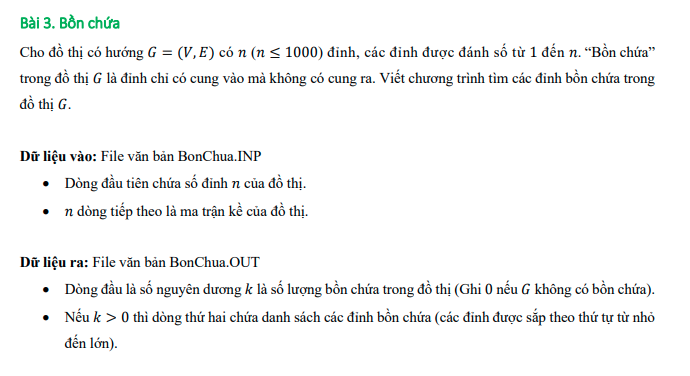 Bài 3. Bồn chứa
Cho đồ thị có hướng G = (V, E) có n (n ≤ 1000) đỉnh, các đỉnh được đánh số từ 1 đến n. “Bồn chứa”
trong đồ thị G là đỉnh chỉ có cung vào mà không có cung ra. Viết chương trình tìm các đỉnh bồn chứa trong
đồ thị G.
Dữ liệu vào: File văn bản BonChua.INP
• Dòng đầu tiên chứa số đỉnh n của đồ thị.
• n dòng tiếp theo là ma trận kề của đồ thị.
Dữ liệu ra: File văn bản BonChua.OUT
• Dòng đầu là số nguyên dương k là số lượng bồn chứa trong đồ thị (Ghi 0 nếu G không có bồn chứa).
• Nếu k > 0 thì dòng thứ hai chứa danh sách các đỉnh bồn chứa (các đỉnh được sắp theo thứ tự từ nhỏ
đến lớn).